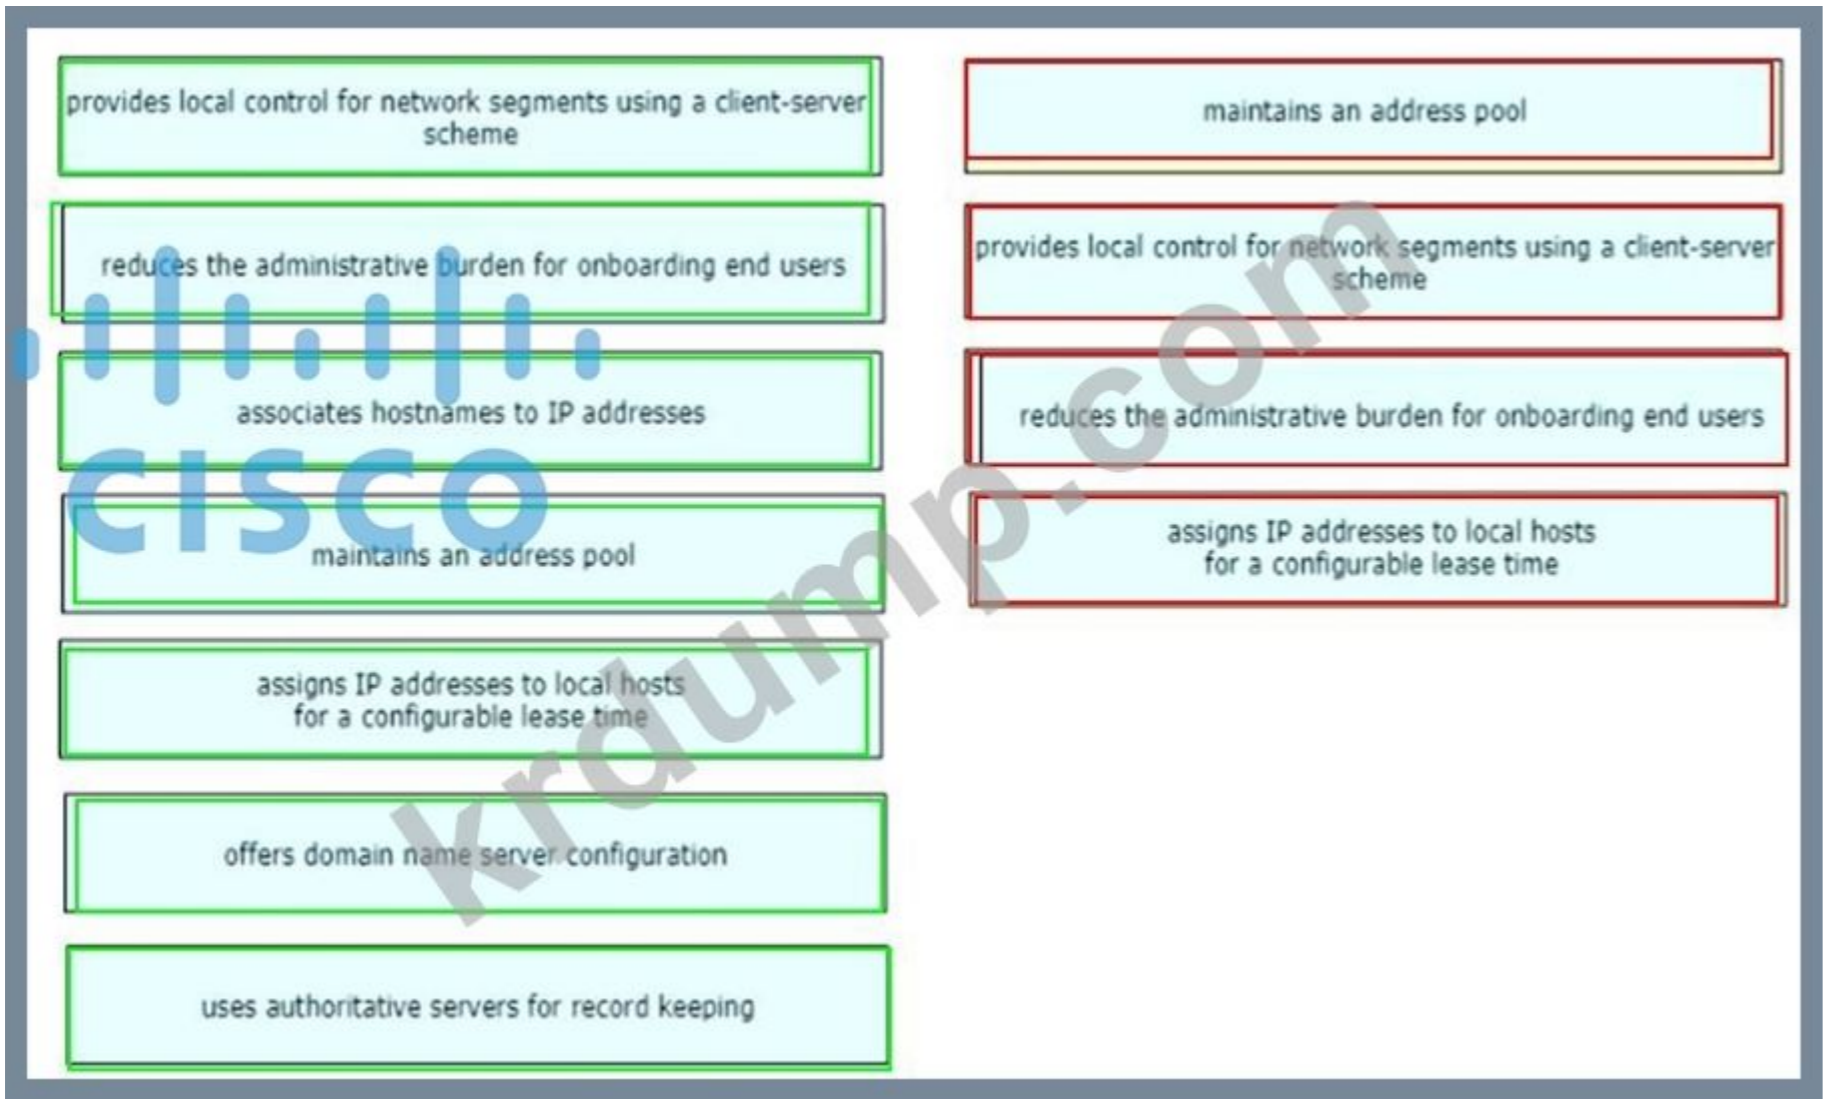 provides local control for network segments using a client-server
scheme
reduces the administrative burden for onboarding end users
associates hostnames to IP addresses
CISCO
maintains an address pool
assigns IP addresses to local hosts
for a configurable lease time
offers domain name server configuration
uses authoritative servers for record keeping
maintains an address pool
provides local control for network segments using a client-server
scheme
reduces the administrative burden for onboarding end users
assigns IP addresses to local hosts
for a configurable lease time
krdump.com